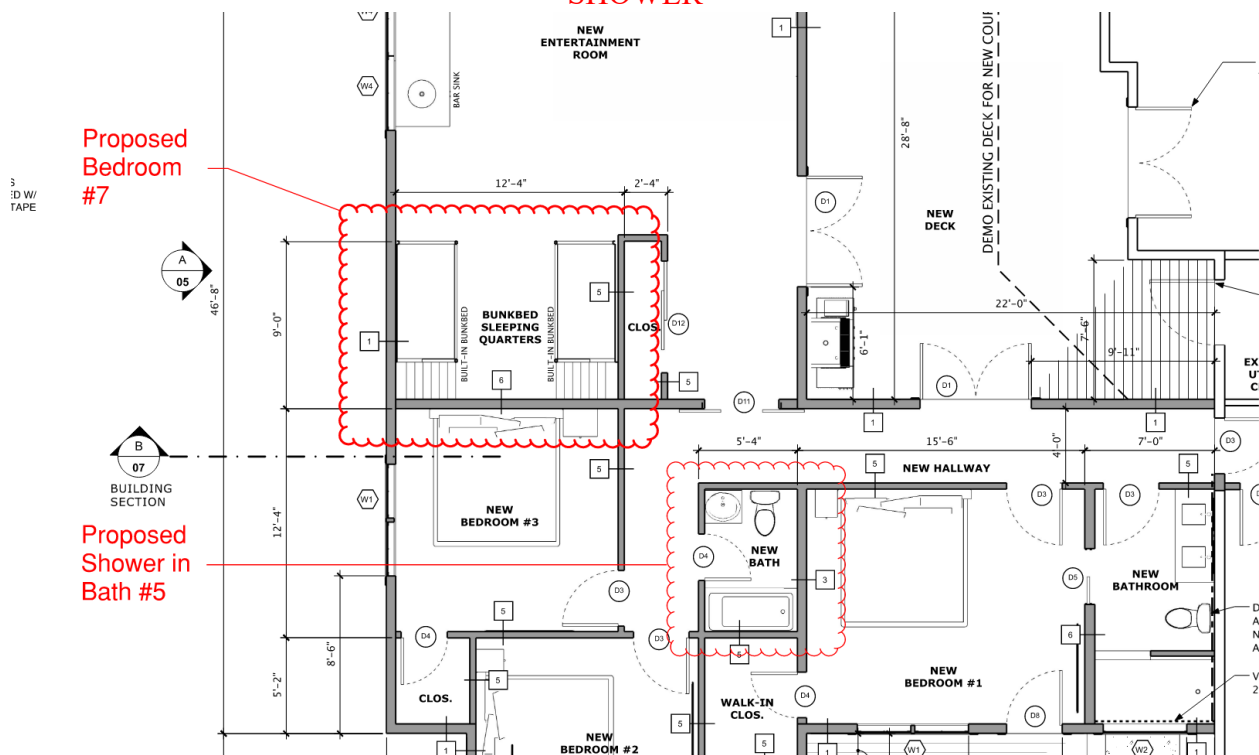 SHOWER
NEW
ENTERTAINMENT
ROOM
1
W4
BAR SINK
DEMO EXISTING DECK FOR NEW COU
28'-8"
Proposed
Bedroom
#7
ED W/
TAPE
12'-4"
2'-4"
D1
NEW
DECK
A
05
46'-8"
9'-0"
5
BUNKBED
SLEEPING
QUARTERS
BUILT-IN BUNKBED
BUILT-IN BUNKBED
CLOS.
D12
1
6
5
22'-0"
7'-6"
6'-1"
9'-11"
EX
U
C
D1
D11
1
1
B
07
BUILDING
SECTION
5'-4"
15'-6"
4'-0"
7'-0"
D3
5
NEW HALLWAY
5
5
W1
NEW
BEDROOM #3
12'-4"
D3
D3
Proposed
Shower in
Bath #5
D4
NEW
BATH
3
D5
NEW
BATHROOM
D3
5
D4
D3
5
6
D
A
N
A
8'-6"
5'-2"
CLOS.
5
NEW
BEDROOM #1
WALK-IN
CLOS.
D4
D8
V
2
5
5
1
NEW
BEDROOM #2
1
W1
W2
1